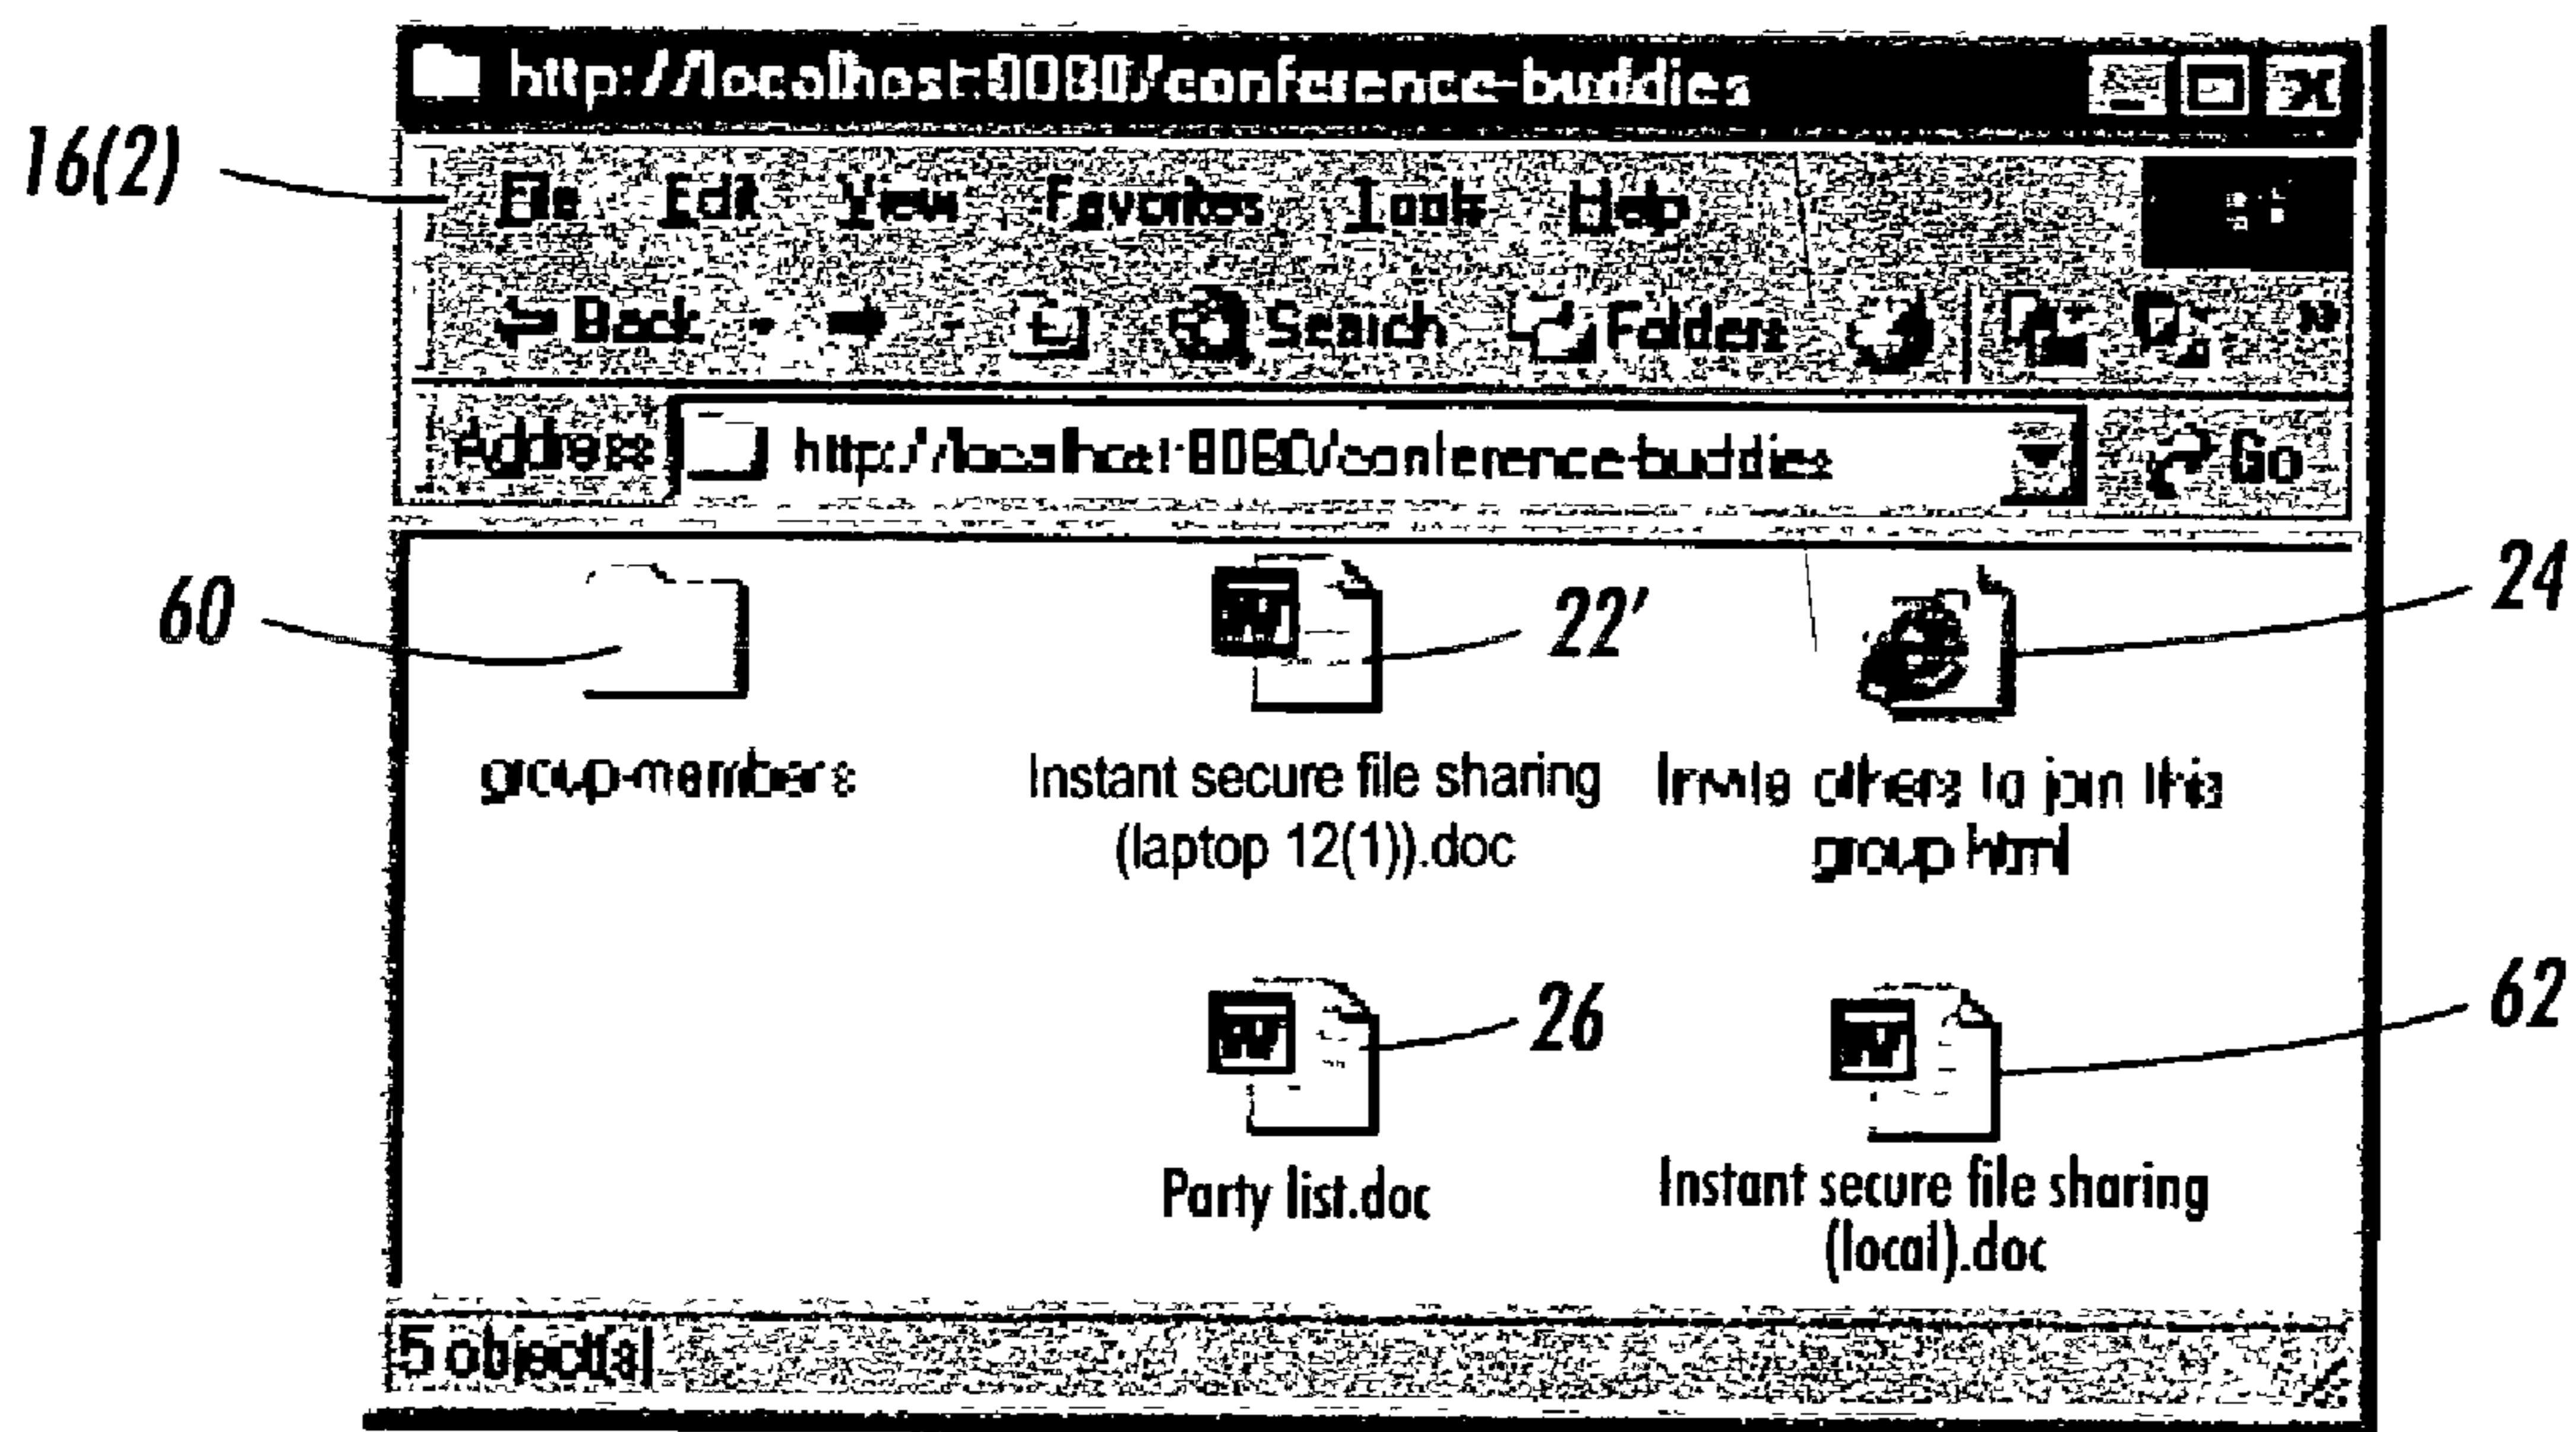 http://localhost:8080/conference-buddies
16(2)
File Edit View Favorites Tools Help
Back Search Folders »
Address http://localhost:8080/conference-buddies Go
60
22'
24
group-members
Instant secure file sharing
(laptop 12(1)).doc
Invite others to join this
group.html
26
62
Party list.doc
Instant secure file sharing
(local).doc
5 object(s)